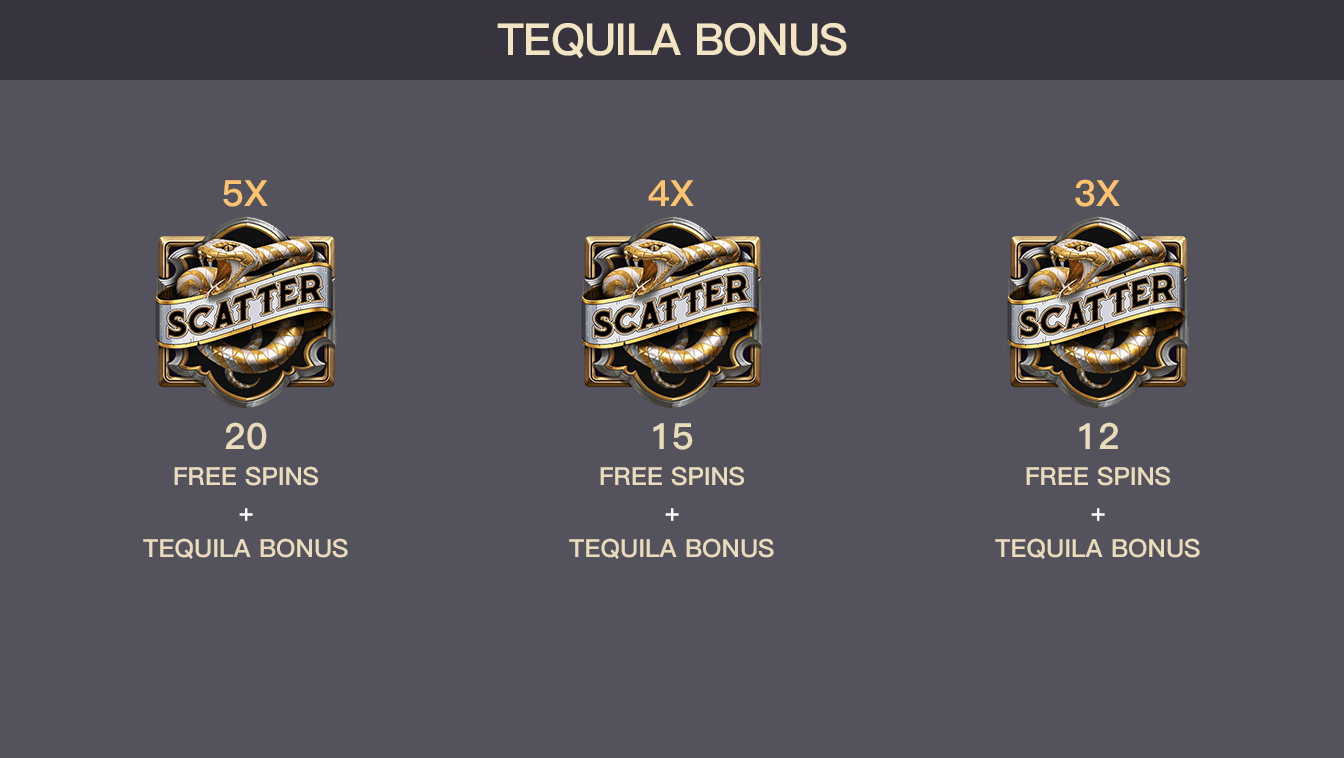 TEQUILA BONUS
5X
SCATTER
20
FREE SPINS
+
TEQUILA BONUS
4X
SCATTER
15
FREE SPINS
+
TEQUILA BONUS
3X
SCATTER
12
FREE SPINS
+
TEQUILA BONUS